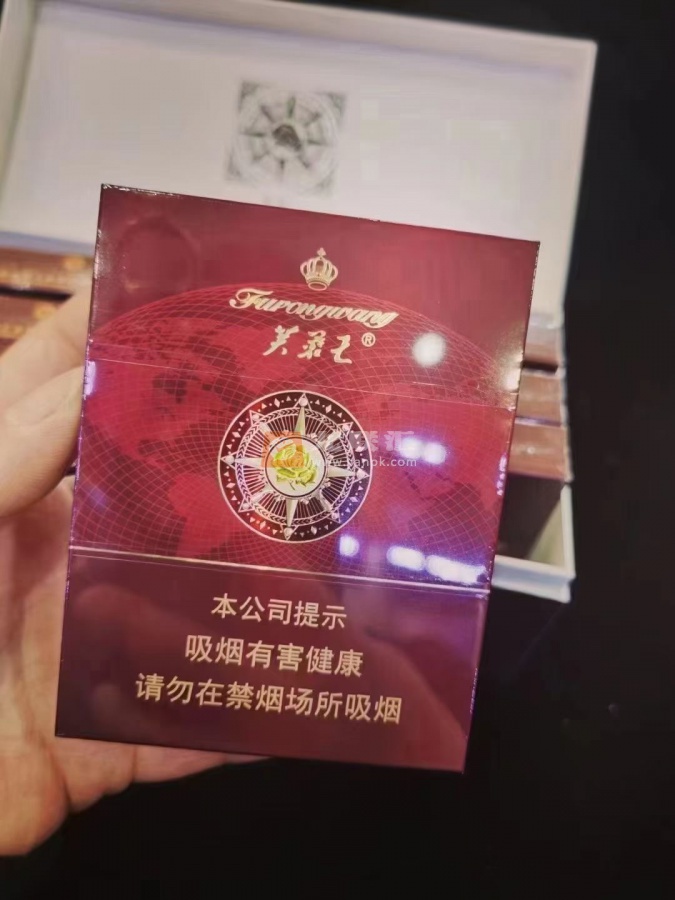 Furongwang
芙蓉王®
本公司提示
吸烟有害健康
请勿在禁烟场所吸烟